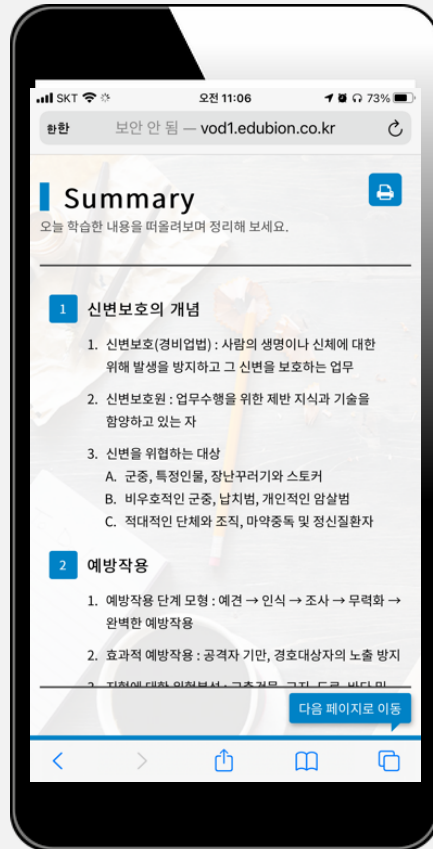 SKT 오전 11:06 73%
환한 보안 안 됨 — vod1.edubion.co.kr
Summary
오늘 학습한 내용을 떠올려보며 정리해 보세요.
1 신변보호의 개념
1. 신변보호(경비업법) : 사람의 생명이나 신체에 대한
위해 발생을 방지하고 그 신변을 보호하는 업무
2. 신변보호원 : 업무수행을 위한 제반 지식과 기술을
함양하고 있는 자
3. 신변을 위협하는 대상
A. 군중, 특정인물, 장난꾸러기와 스토커
B. 비우호적인 군중, 납치범, 개인적인 암살범
C. 적대적인 단체와 조직, 마약중독 및 정신질환자
2 예방작용
1. 예방작용 단계 모형 : 예견 → 인식 → 조사 → 무력화 →
완벽한 예방작용
2. 효과적 예방작용 : 공격자 기만, 경호대상자의 노출 방지
다음 페이지로 이동